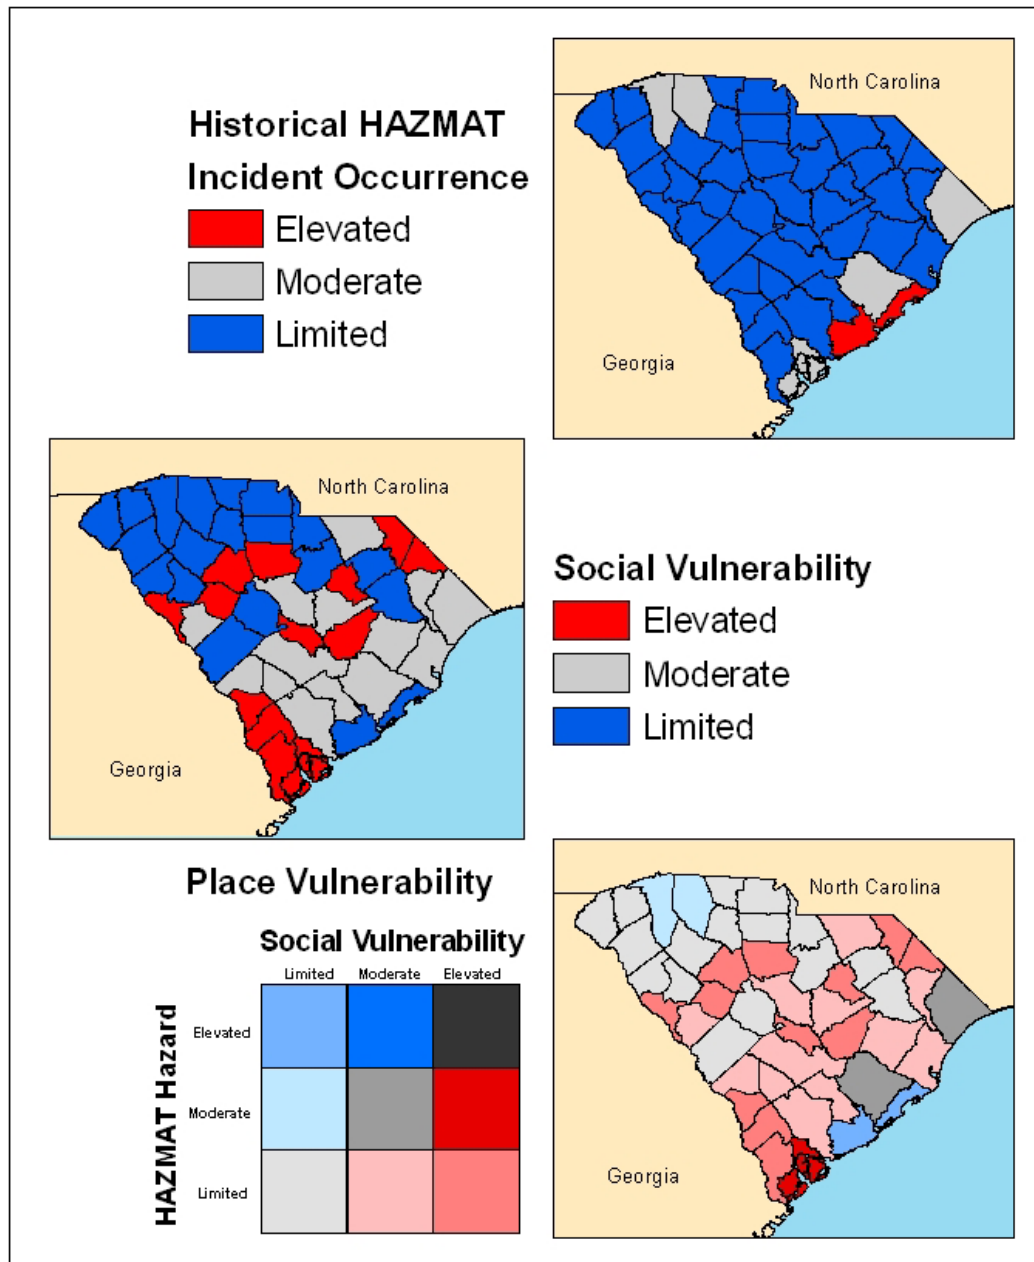 North Carolina
Historical HAZMAT
Incident Occurrence
Elevated
Moderate
Limited
Georgia
North Carolina
Georgia
Social Vulnerability
Elevated
Moderate
Limited
Place Vulnerability
Social Vulnerability
Limited Moderate Elevated
HAZMAT Hazard
Elevated
Moderate
Limited
North Carolina
Georgia